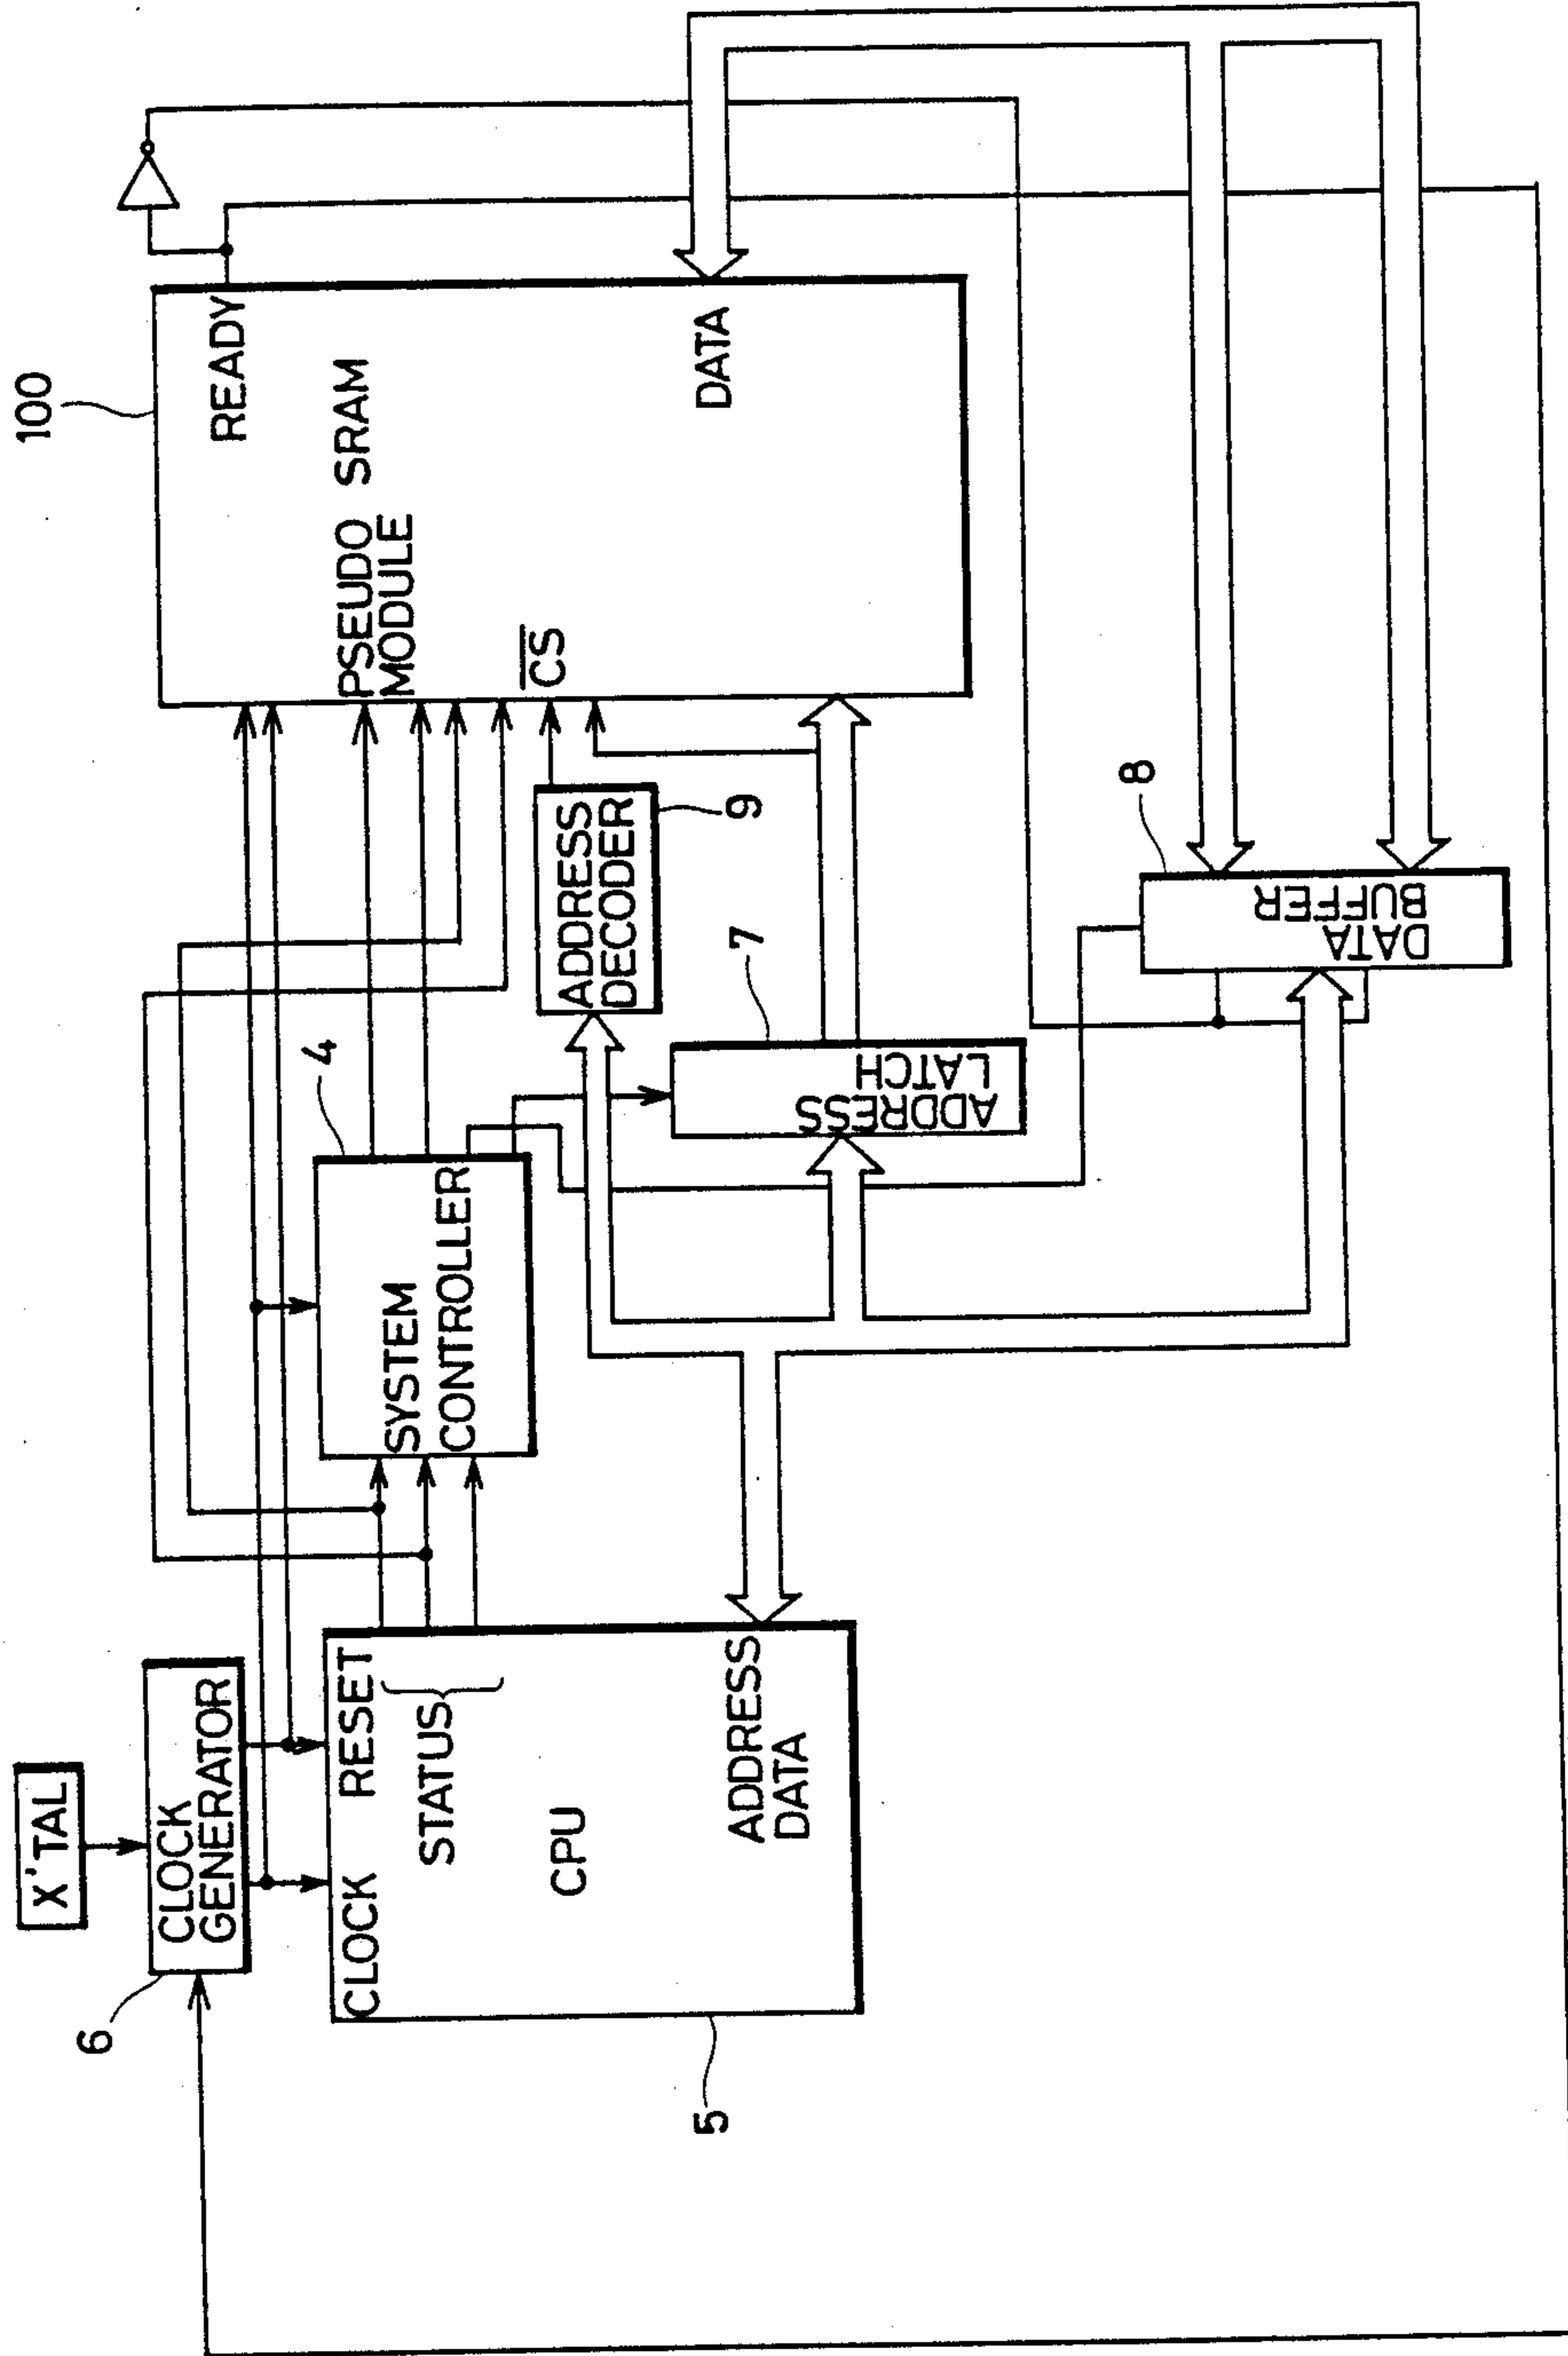 X'TAL
6
CLOCK
GENERATOR
CLOCK RESET
STATUS
CPU
ADDRESS
DATA
5
4
SYSTEM
CONTROLLER
ADDRESS
DECODER
9
7
ADDRESS
LATCH
8
DATA
BUFFER
100
READY
PSEUDO SRAM
MODULE
CS
DATA